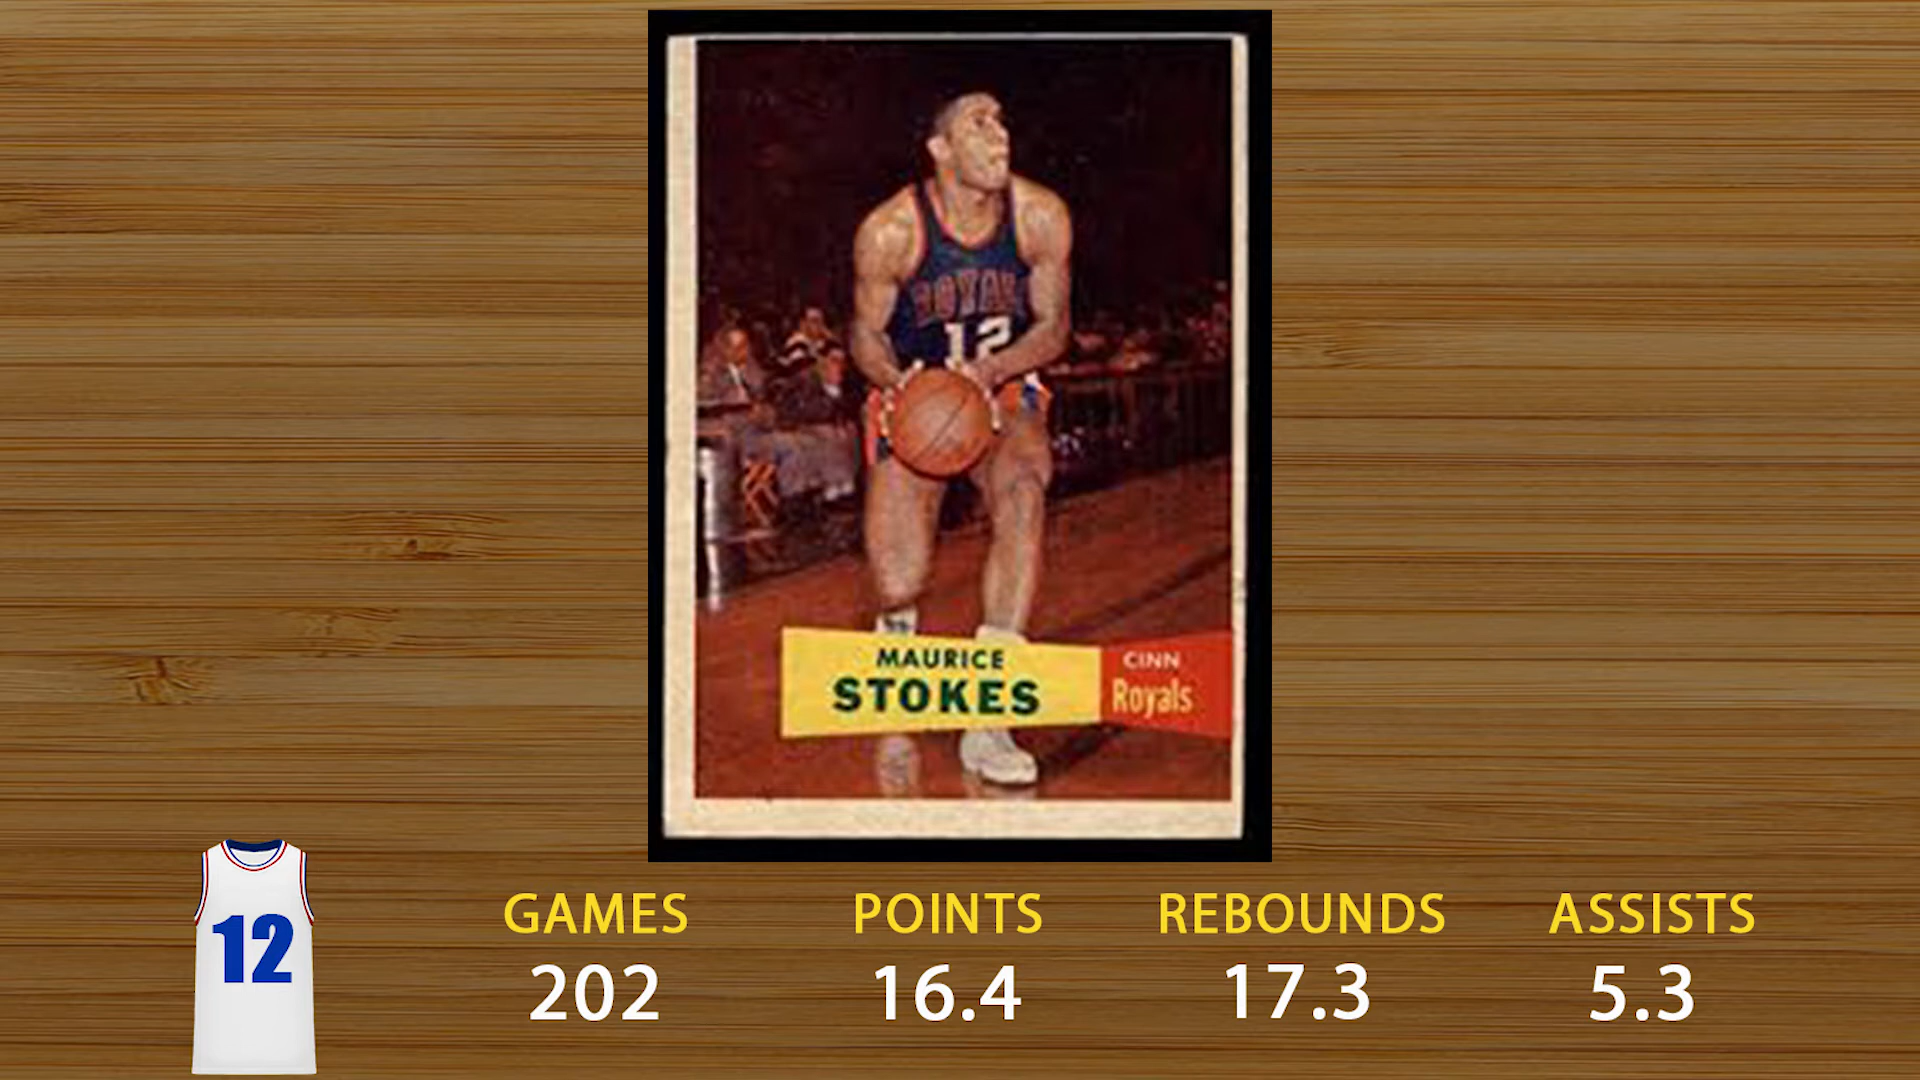 ROYALS
12
MAURICE
STOKES
CINN
Royals
12
GAMES
POINTS
REBOUNDS
ASSISTS
202
16.4
17.3
5.3